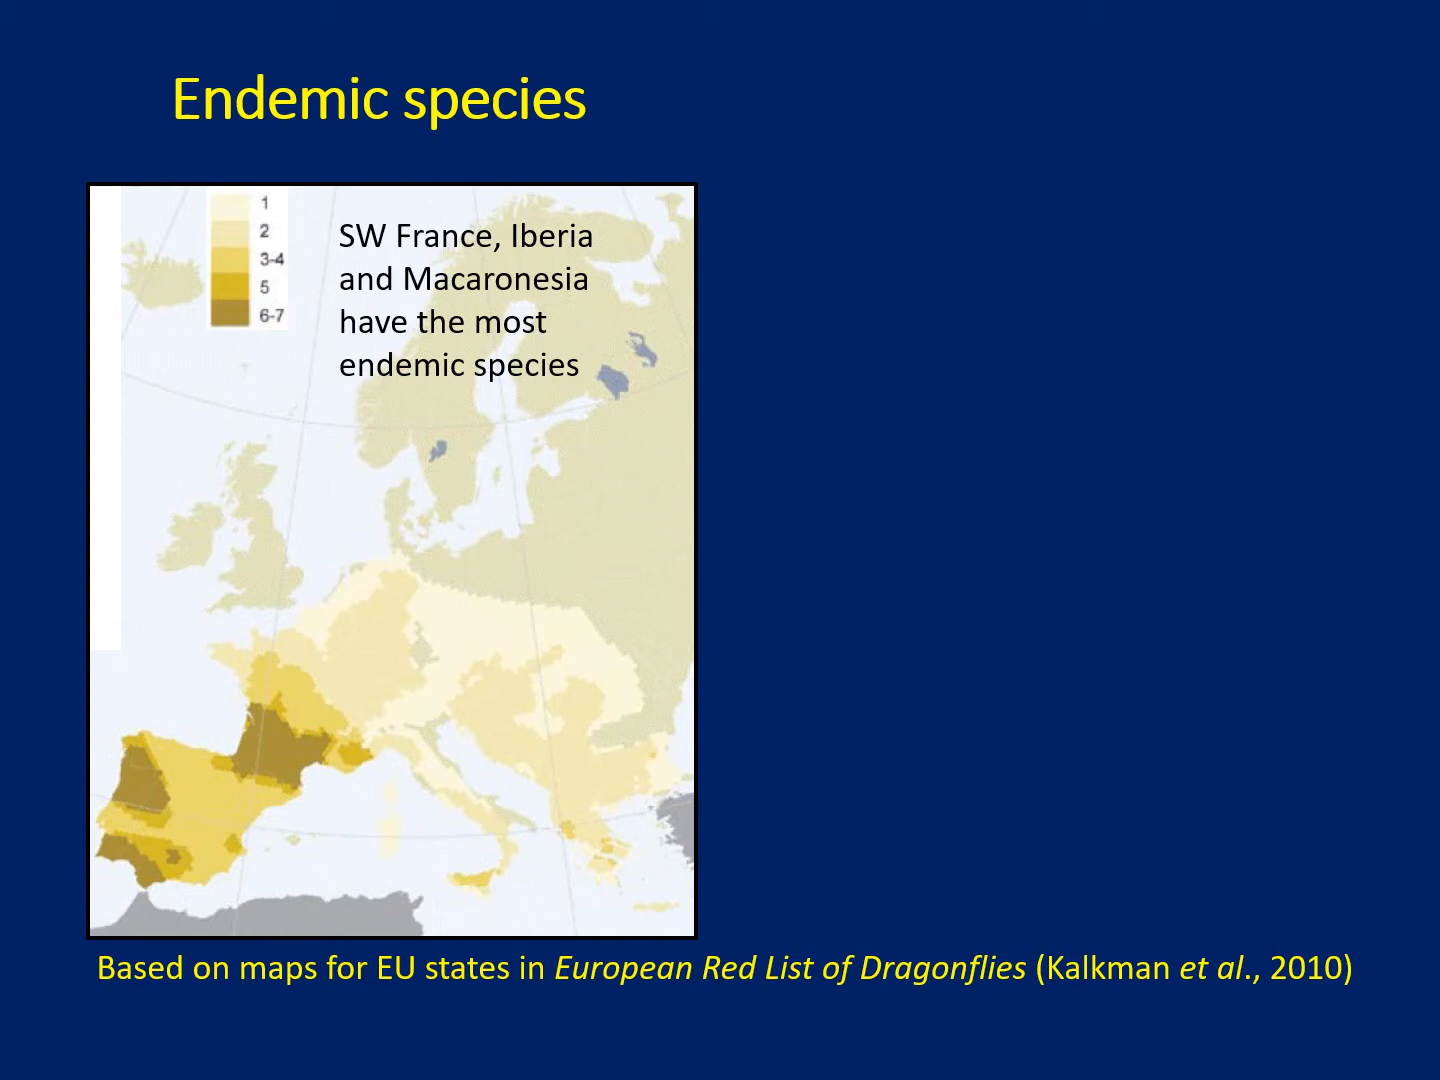 Endemic species
1
2
3-4
5
6-7
SW France, Iberia
and Macaronesia
have the most
endemic species
Based on maps for EU states in European Red List of Dragonflies (Kalkman et al., 2010)